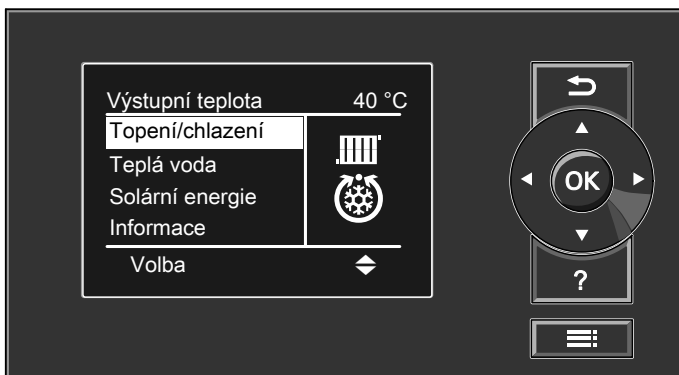 Výstupní teplota 40 °C
Topení/chlazení
Teplá voda
Solární energie
Informace
Volba
OK
?